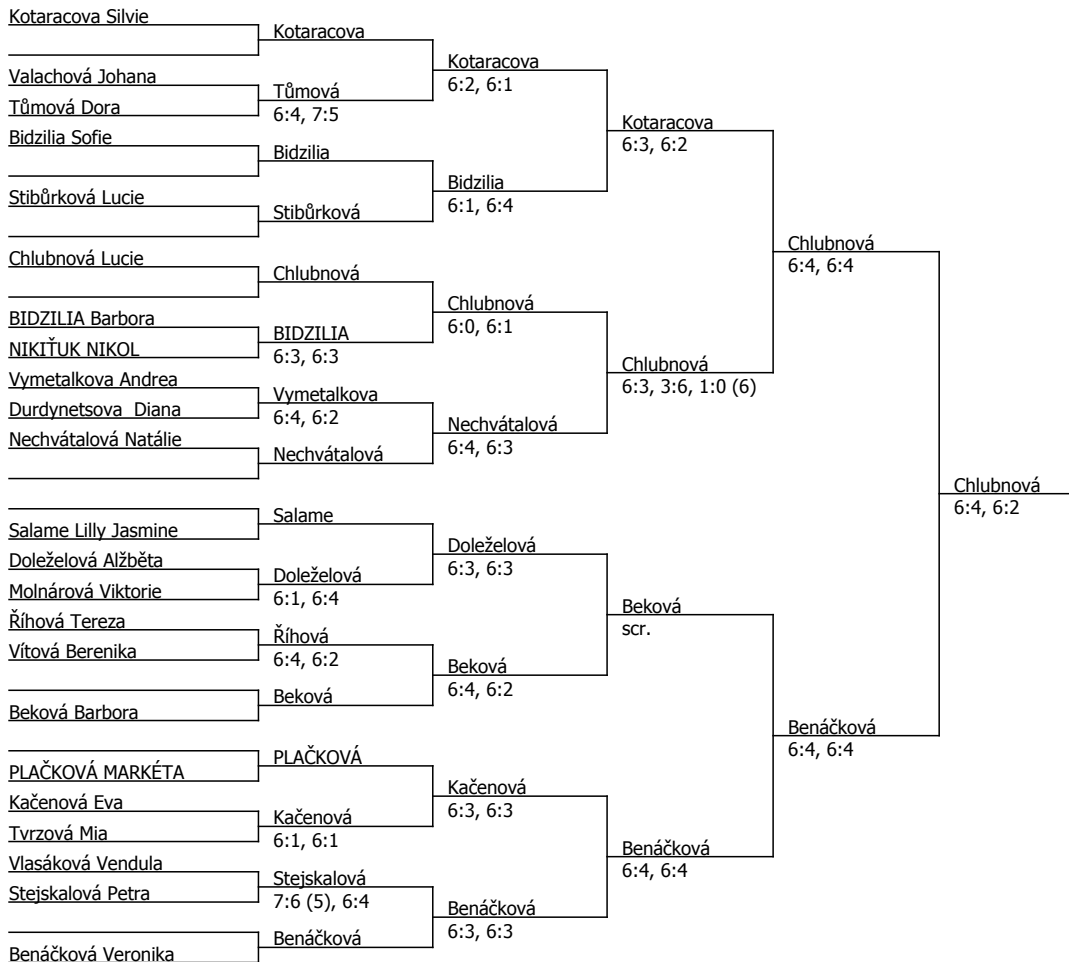 Kotaracova Silvie
Valachová Johana
Tůmová Dora
Bidzilia Sofie
Stibůrková Lucie
Chlubnová Lucie
BIDZILIA Barbora
NIKIŤUK NIKOL
Vymetalkova Andrea
Durdynetsova  Diana
Nechvátalová Natálie
Salame Lilly Jasmine
Doleželová Alžběta
Molnárová Viktorie
Říhová Tereza
Vítová Berenika
Beková Barbora
PLAČKOVÁ MARKÉTA
Kačenová Eva
Tvrzová Mia
Vlasáková Vendula
Stejskalová Petra
Benáčková Veronika
Kotaracova
Tůmová
6:4, 7:5
Bidzilia
Stibůrková
Chlubnová
BIDZILIA
6:3, 6:3
Vymetalkova
6:4, 6:2
Nechvátalová
Salame
Doleželová
6:1, 6:4
Říhová
6:4, 6:2
Beková
PLAČKOVÁ
Kačenová
6:1, 6:1
Stejskalová
7:6 (5), 6:4
Benáčková
Kotaracova
6:2, 6:1
Bidzilia
6:1, 6:4
Chlubnová
6:0, 6:1
Nechvátalová
6:4, 6:3
Doleželová
6:3, 6:3
Beková
6:4, 6:2
Kačenová
6:3, 6:3
Benáčková
6:3, 6:3
Kotaracova
6:3, 6:2
Chlubnová
6:3, 3:6, 1:0 (6)
Beková
scr.
Benáčková
6:4, 6:4
Chlubnová
6:4, 6:4
Benáčková
6:4, 6:4
Chlubnová
6:4, 6:2